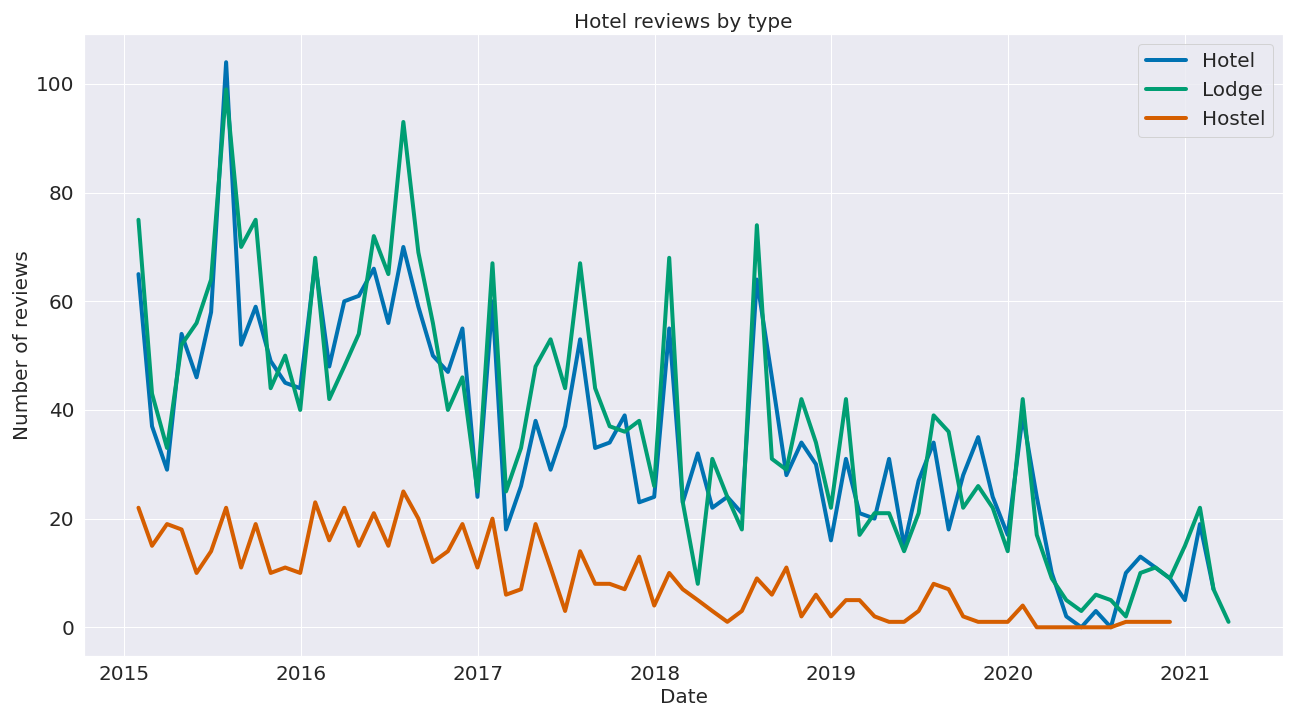 Hotel reviews by type
Hotel
Lodge
Hostel
Number of reviews
100
80
60
40
20
0
2015 2016 2017 2018 2019 2020 2021
Date